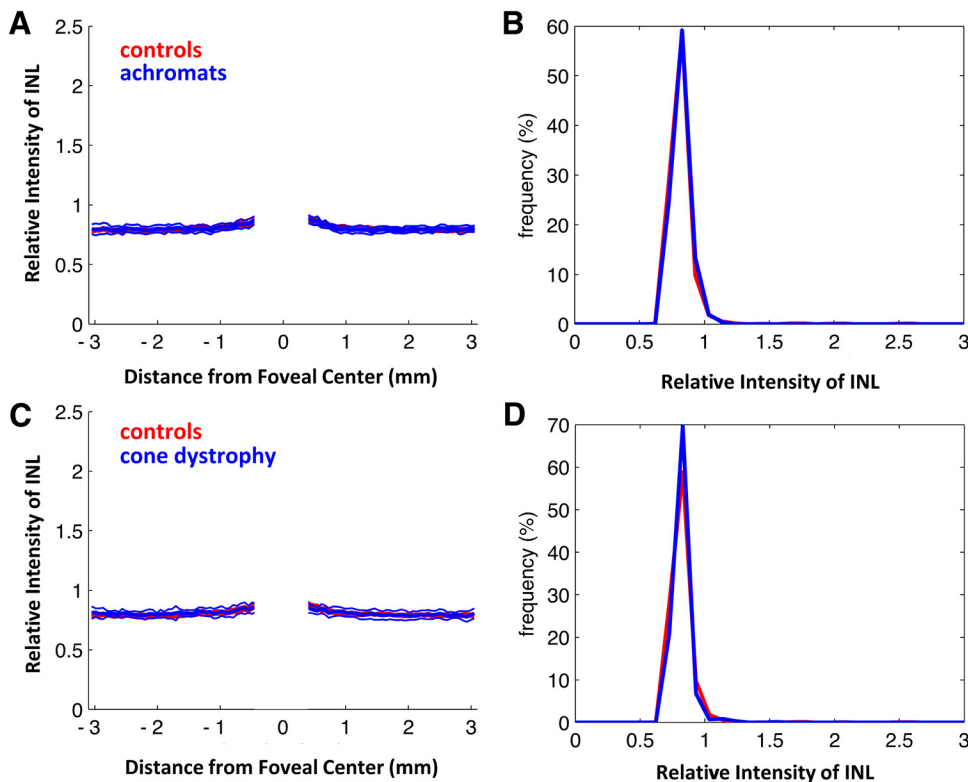 A
2.5
2
1.5
1
0.5
0
Relative Intensity of INL
controls
achromats
- 3 - 2 - 1 0 1 2 3
Distance from Foveal Center (mm)
B
60
50
40
30
20
10
0
frequency (%)
0 0.5 1 1.5 2 2.5 3
Relative Intensity of INL
C
2.5
2
1.5
1
0.5
0
Relative Intensity of INL
controls
cone dystrophy
- 3 - 2 - 1 0 1 2 3
Distance from Foveal Center (mm)
D
70
60
50
40
30
20
10
0
frequency (%)
0 0.5 1 1.5 2 2.5 3
Relative Intensity of INL